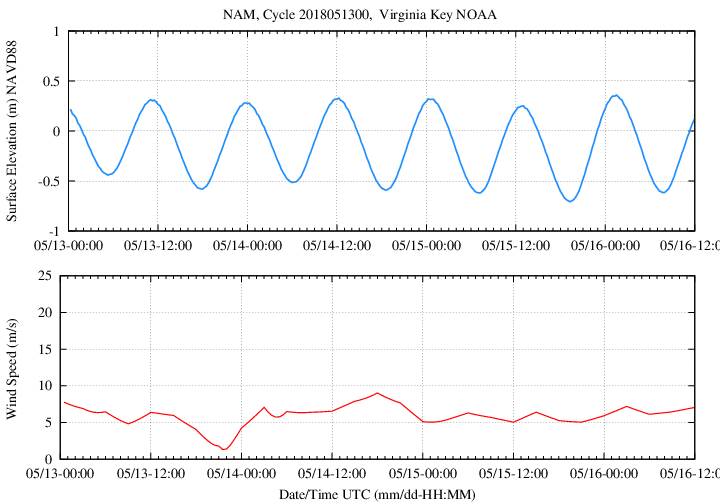 NAM, Cycle 2018051300,  Virginia Key NOAA
Surface Elevation (m) NAVD88
1
0.5
0
-0.5
-1
05/13-00:00 05/13-12:00 05/14-00:00 05/14-12:00 05/15-00:00 05/15-12:00 05/16-00:00 05/16-12:
Wind Speed (m/s)
25
20
15
10
5
0
05/13-00:00 05/13-12:00 05/14-00:00 05/14-12:00 05/15-00:00 05/15-12:00 05/16-00:00 05/16-12:0
Date/Time UTC (mm/dd-HH:MM)